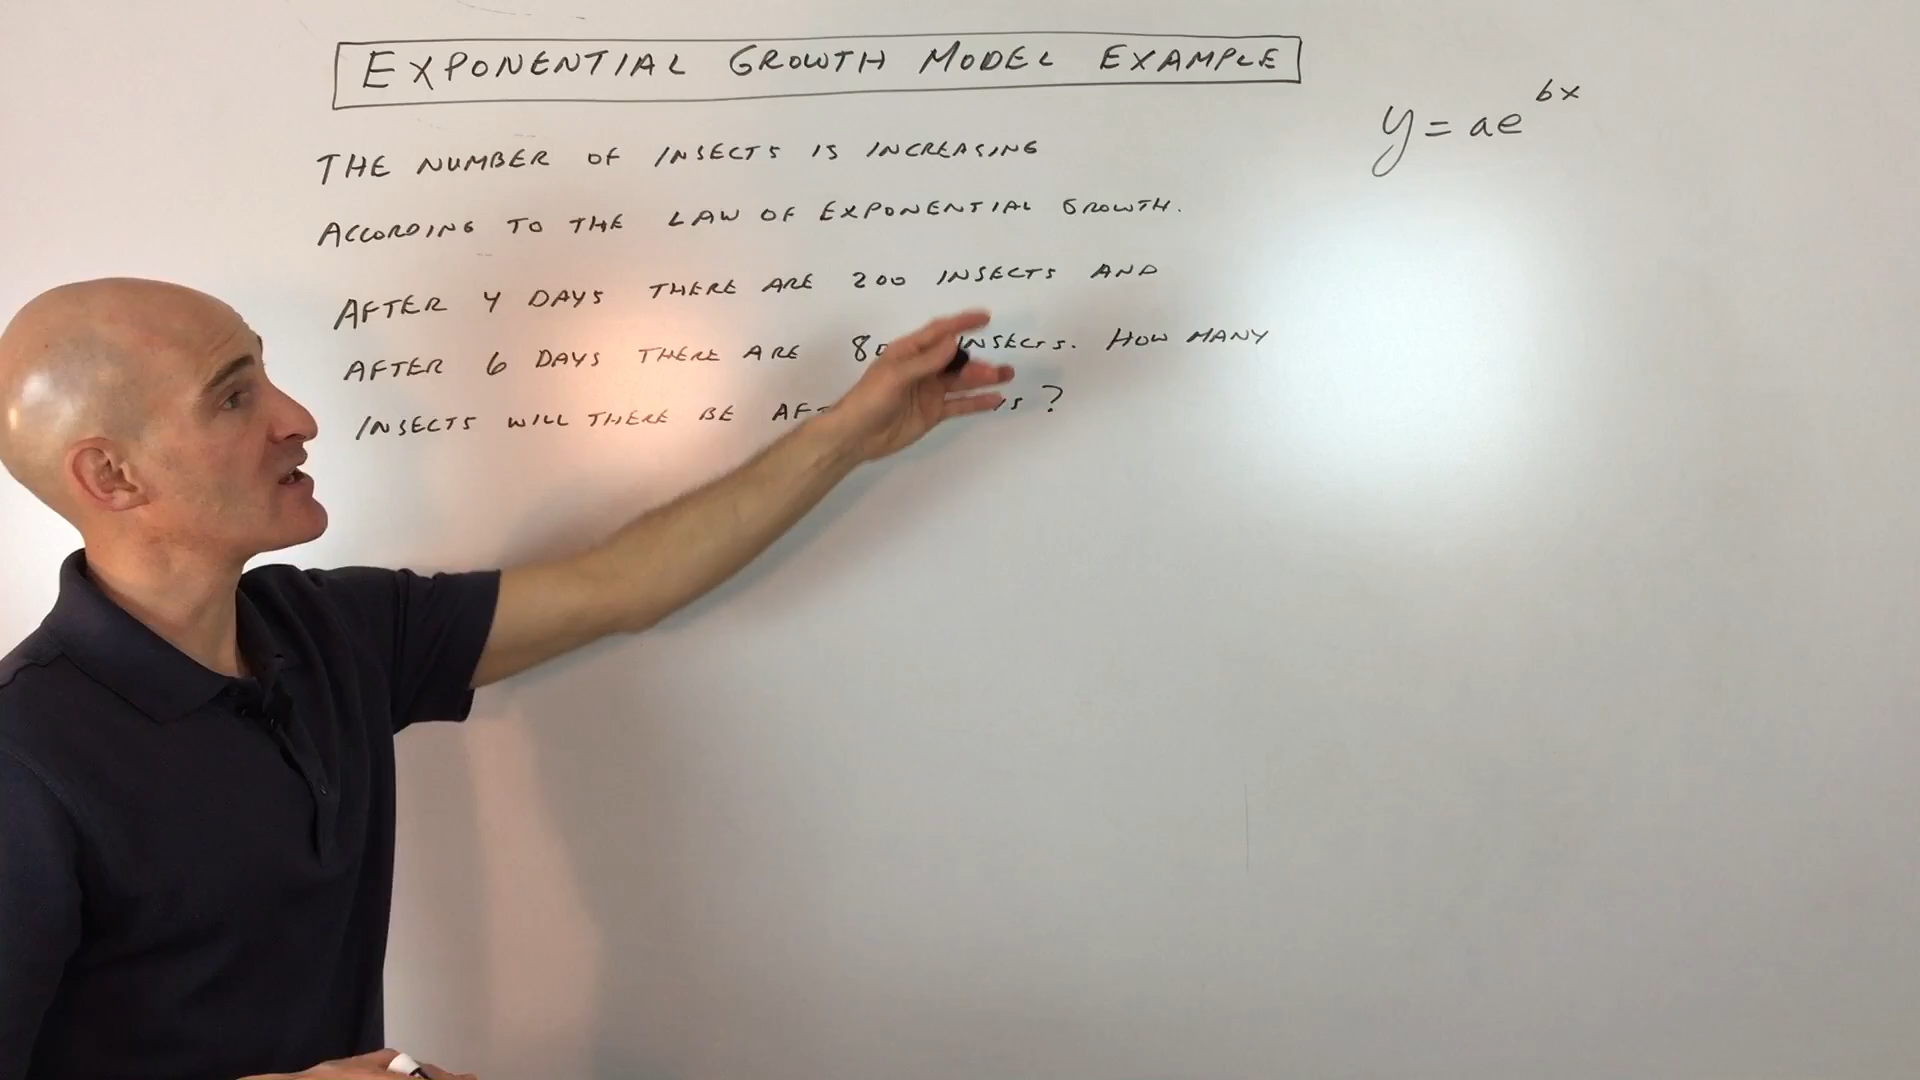 EXPONENTIAL GROWTH MODEL EXAMPLE
y = ae^{bx}
THE NUMBER OF INSECTS IS INCREASING
ACCORDING TO THE LAW OF EXPONENTIAL GROWTH.
AFTER 4 DAYS THERE ARE 200 INSECTS AND
AFTER 6 DAYS THERE ARE INSECTS. HOW MANY
INSECTS WILL THERE BE ?